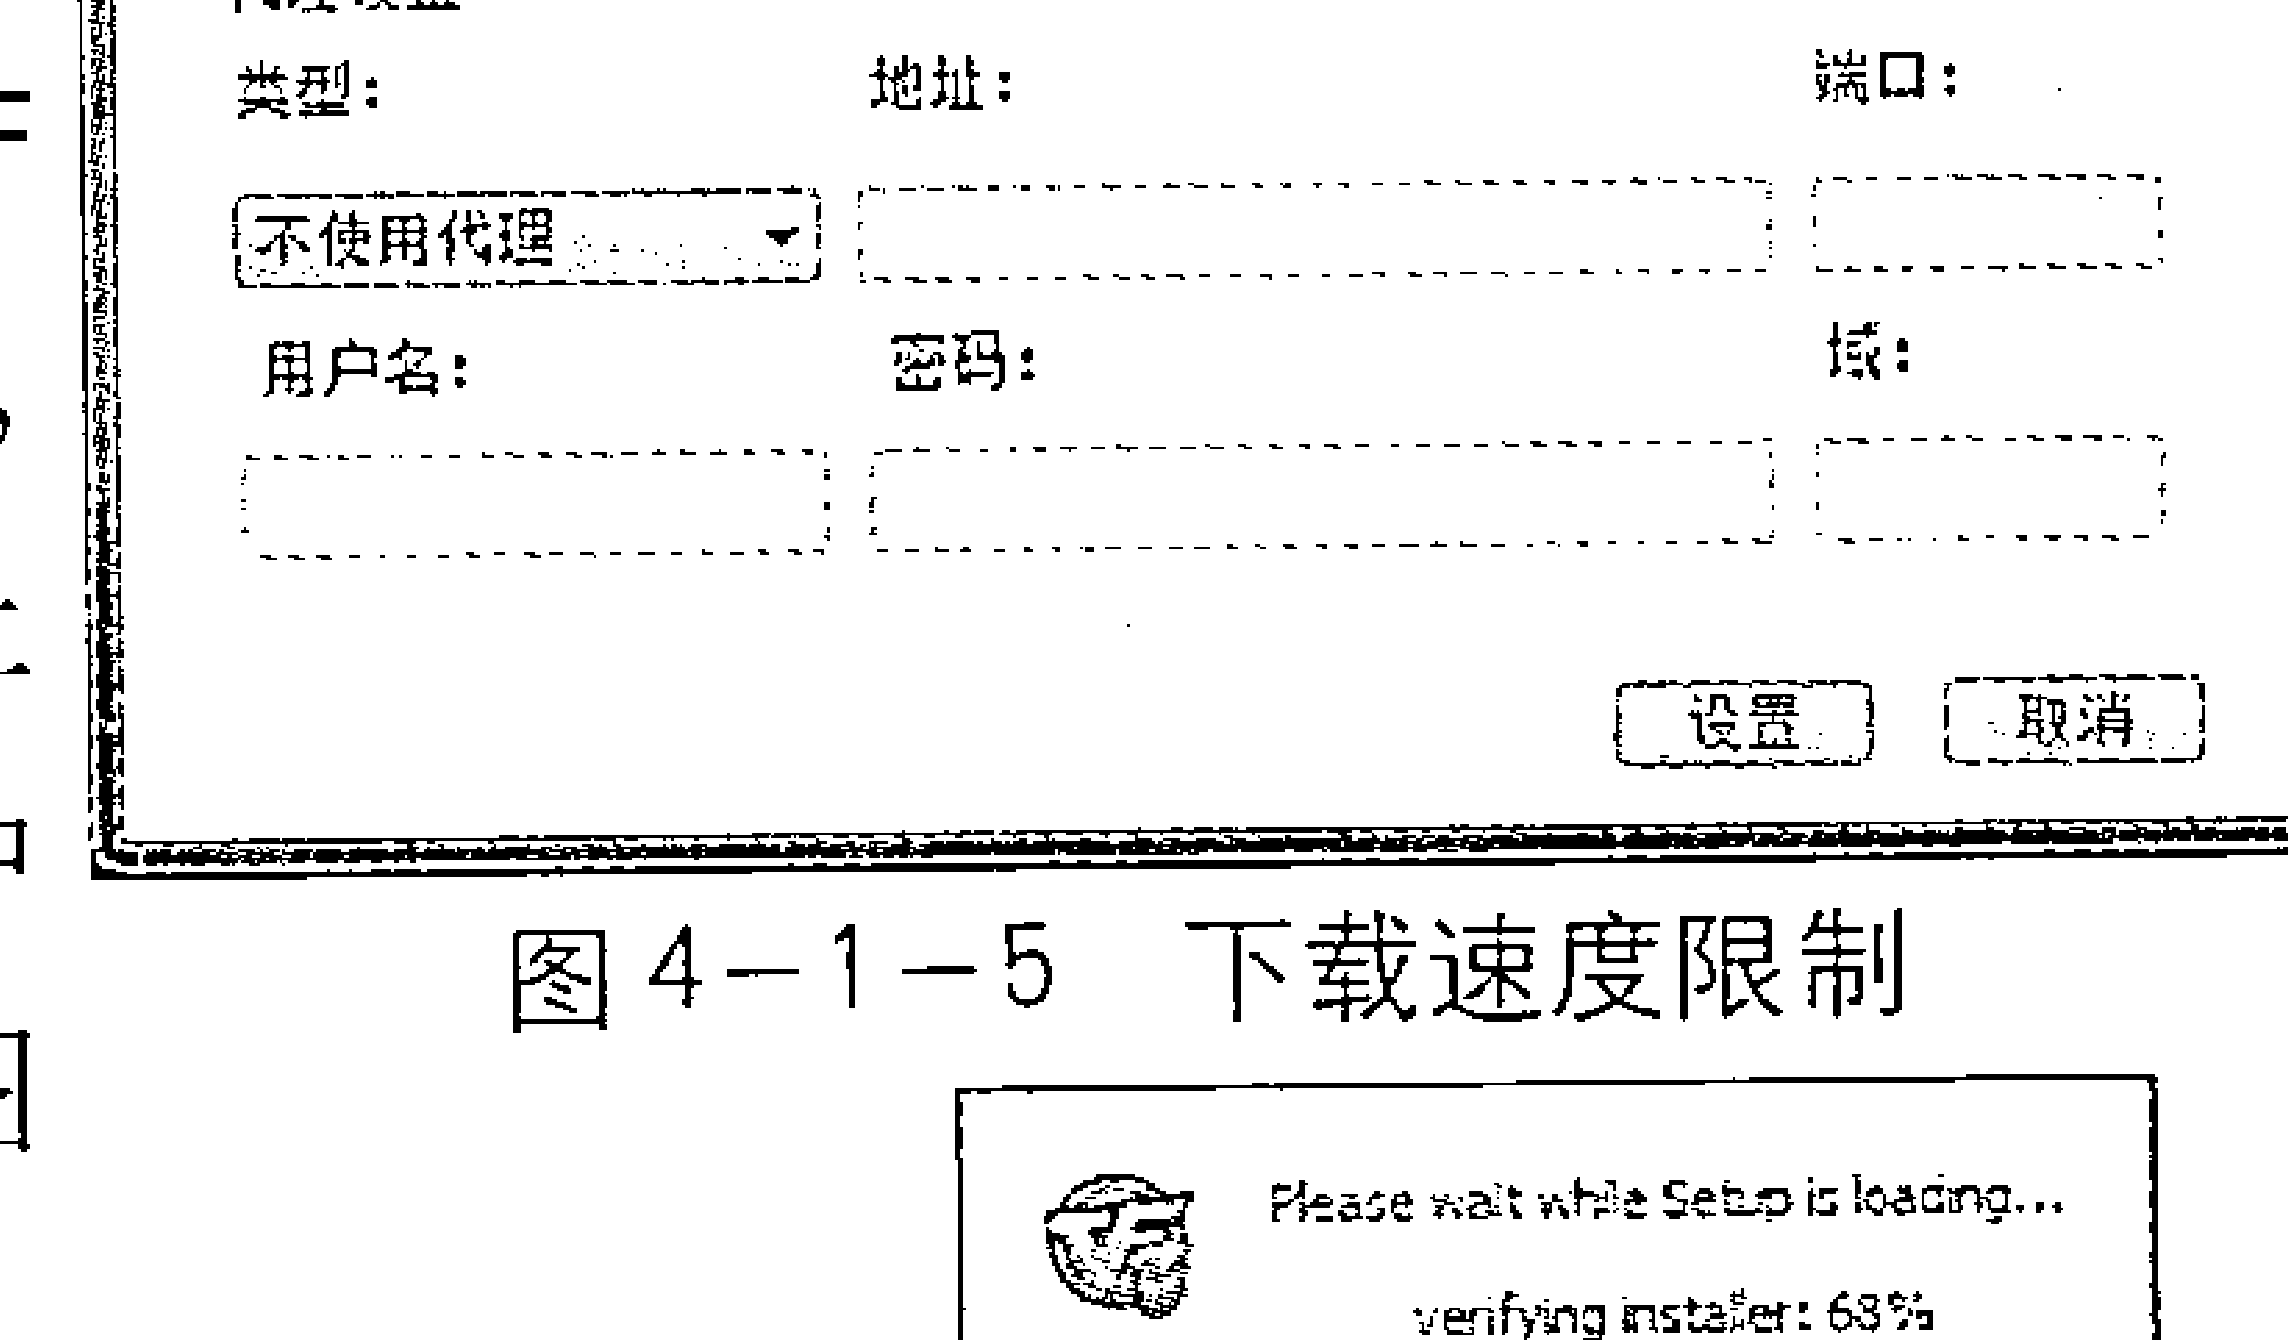 类型： 地址： 端口：
不使用代理
用户名： 密码： 域：
设置 取消
图 4－1－5 下载速度限制
Please wait while Setup is loading...
verifying installer: 63%